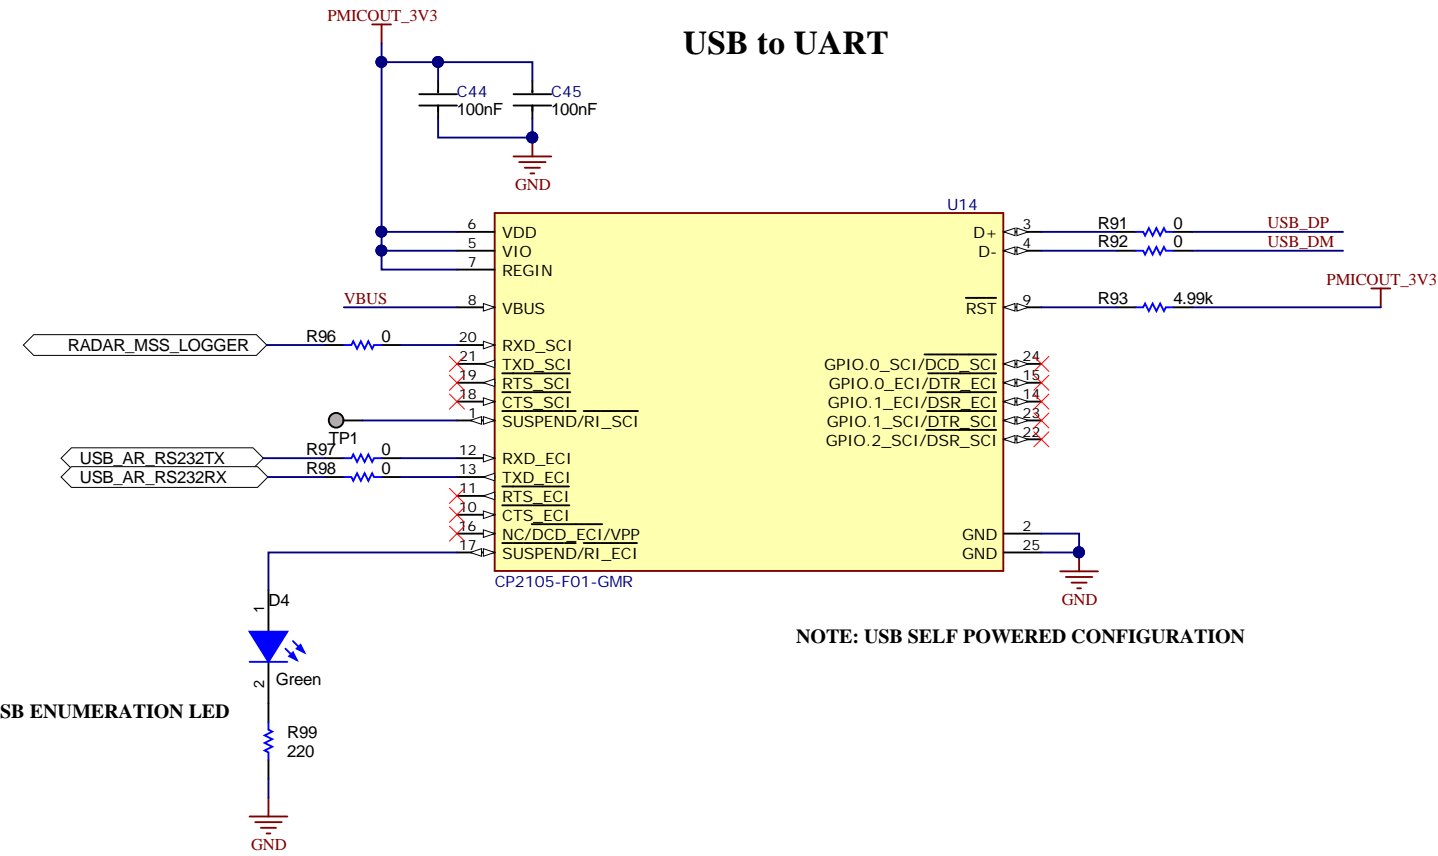 PMICOUT_3V3
USB to UART
C44
100nF
C45
100nF
GND
U14
6 VDD
5 VIO
7 REGIN
VBUS 8 VBUS
RADAR_MSS_LOGGER R96 0 20 RXD_SCI
21 TXD_SCI
19 RTS_SCI
18 CTS_SCI
TP1 1 SUSPEND/RI_SCI
USB_AR_RS232TX R97 0 12 RXD_ECI
USB_AR_RS232RX R98 0 13 TXD_ECI
11 RTS_ECI
10 CTS_ECI
16 NC/DCD_ECI/VPP
17 SUSPEND/RI_ECI
D+ 3 R91 0 USB_DP
D- 4 R92 0 USB_DM
PMICOUT_3V3
RST 9 R93 4.99k
GPIO.0_SCI/DCD_SCI 24
GPIO.0_ECI/DTR_ECI 15
GPIO.1_ECI/DSR_ECI 14
GPIO.1_SCI/DTR_SCI 23
GPIO.2_SCI/DSR_SCI 22
GND 2
GND 25
GND
CP2105-F01-GMR
NOTE: USB SELF POWERED CONFIGURATION
1 D4
2 Green
SB ENUMERATION LED
R99
220
GND